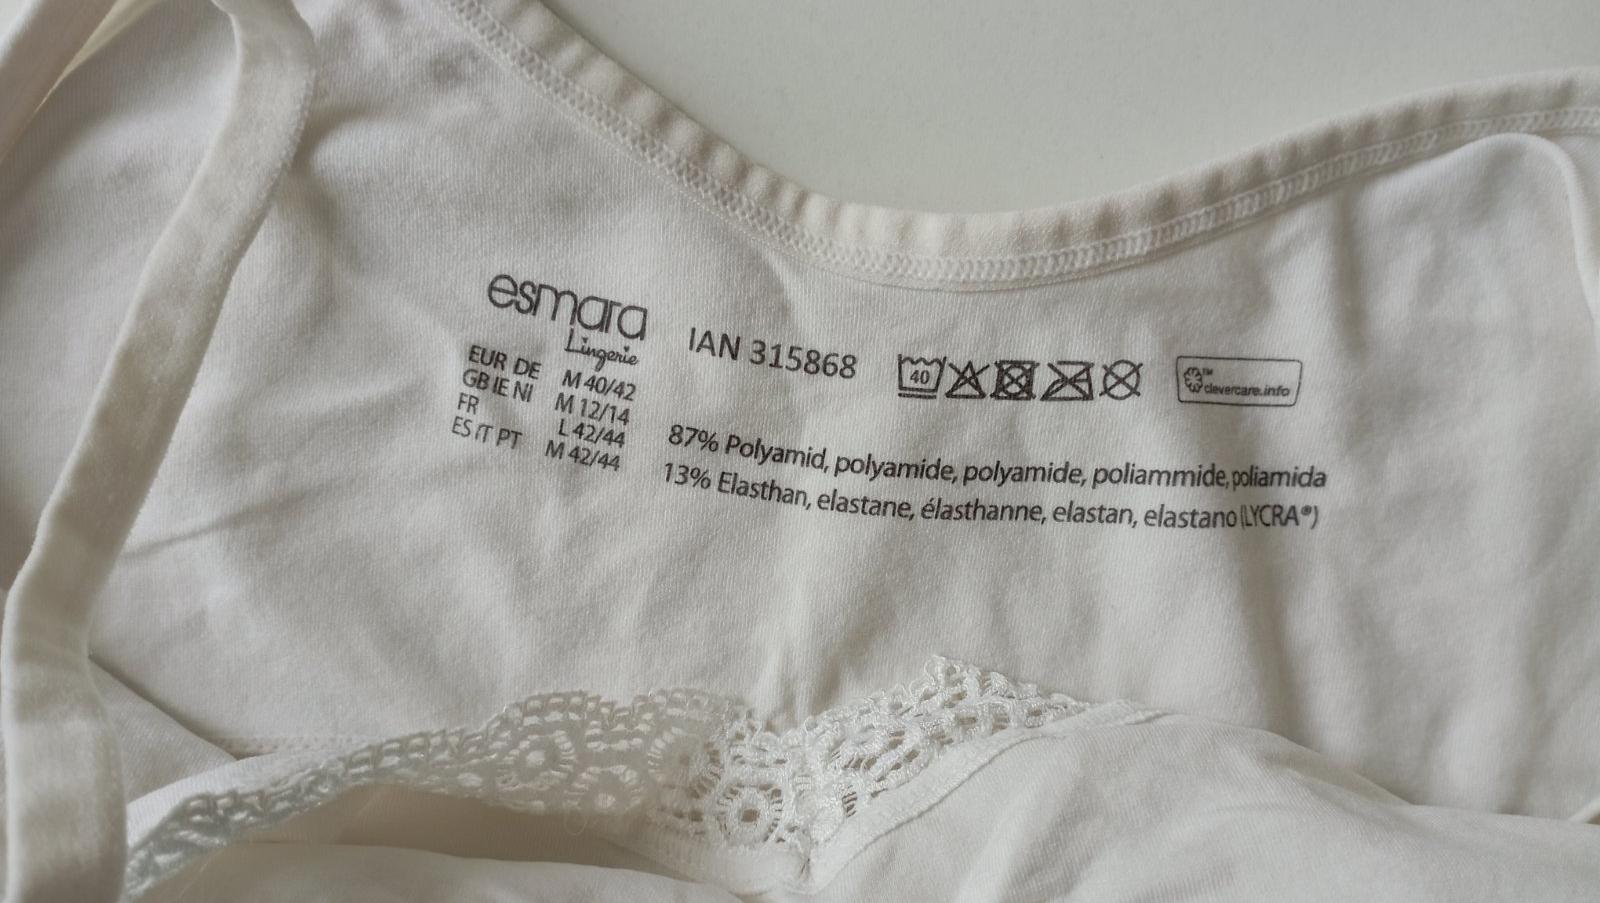 esmara
Lingerie
EUR DE M 40/42
GB IE NI M 12/14
FR L 42/44
ES IT PT M 42/44
IAN 315868
40
clevercare.info
TM
87% Polyamid, polyamide, polyamide, poliammide, poliamida
13% Elasthan, elastane, élasthanne, elastan, elastano (LYCRA®)